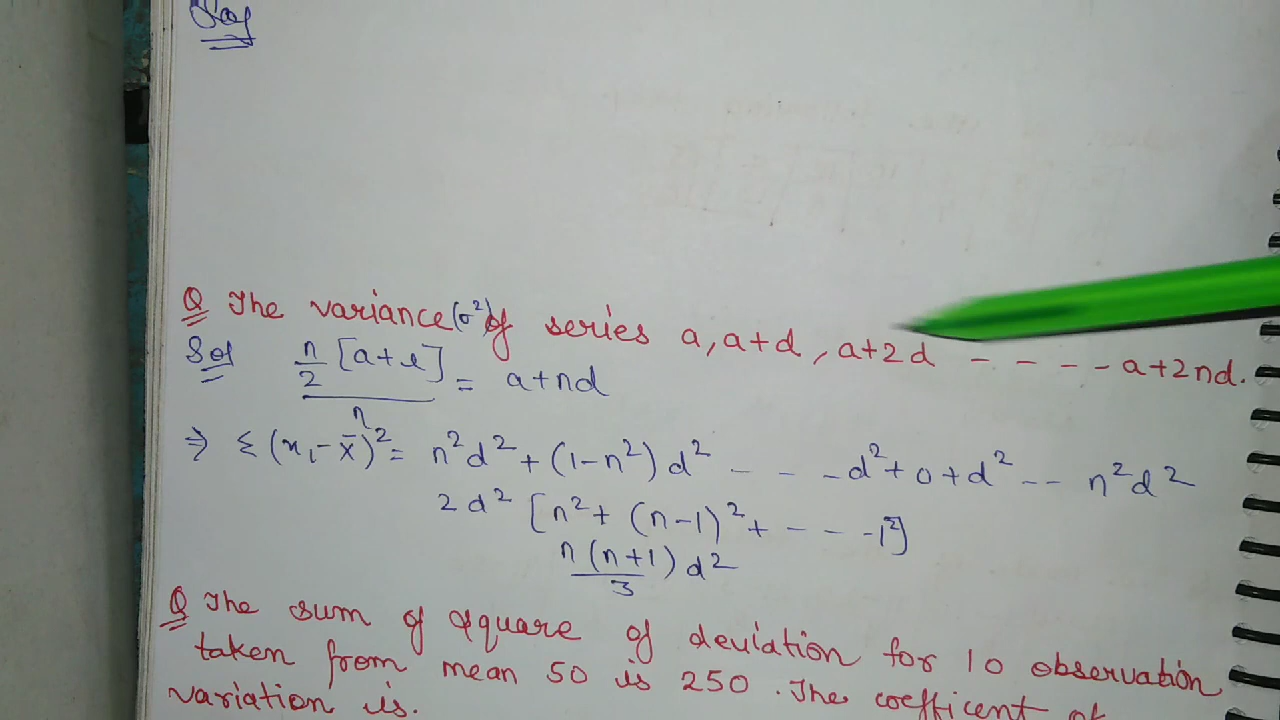 Sol
Q The variance (σ²) of series a, a+d, a+2d - - - - a+2nd.
Sol n/2 [a+l] / n = a+nd
⇒ Σ(x₁-x̄)² = n²d² + (1-n²)d² - - - d²+0+d² -- n²d²
2d² [n²+(n-1)²+ - - - 1²]
n(n+1)/3 d²
Q The sum of square of deviation for 10 observation
taken from mean 50 is 250. The coefficent of
variation is.